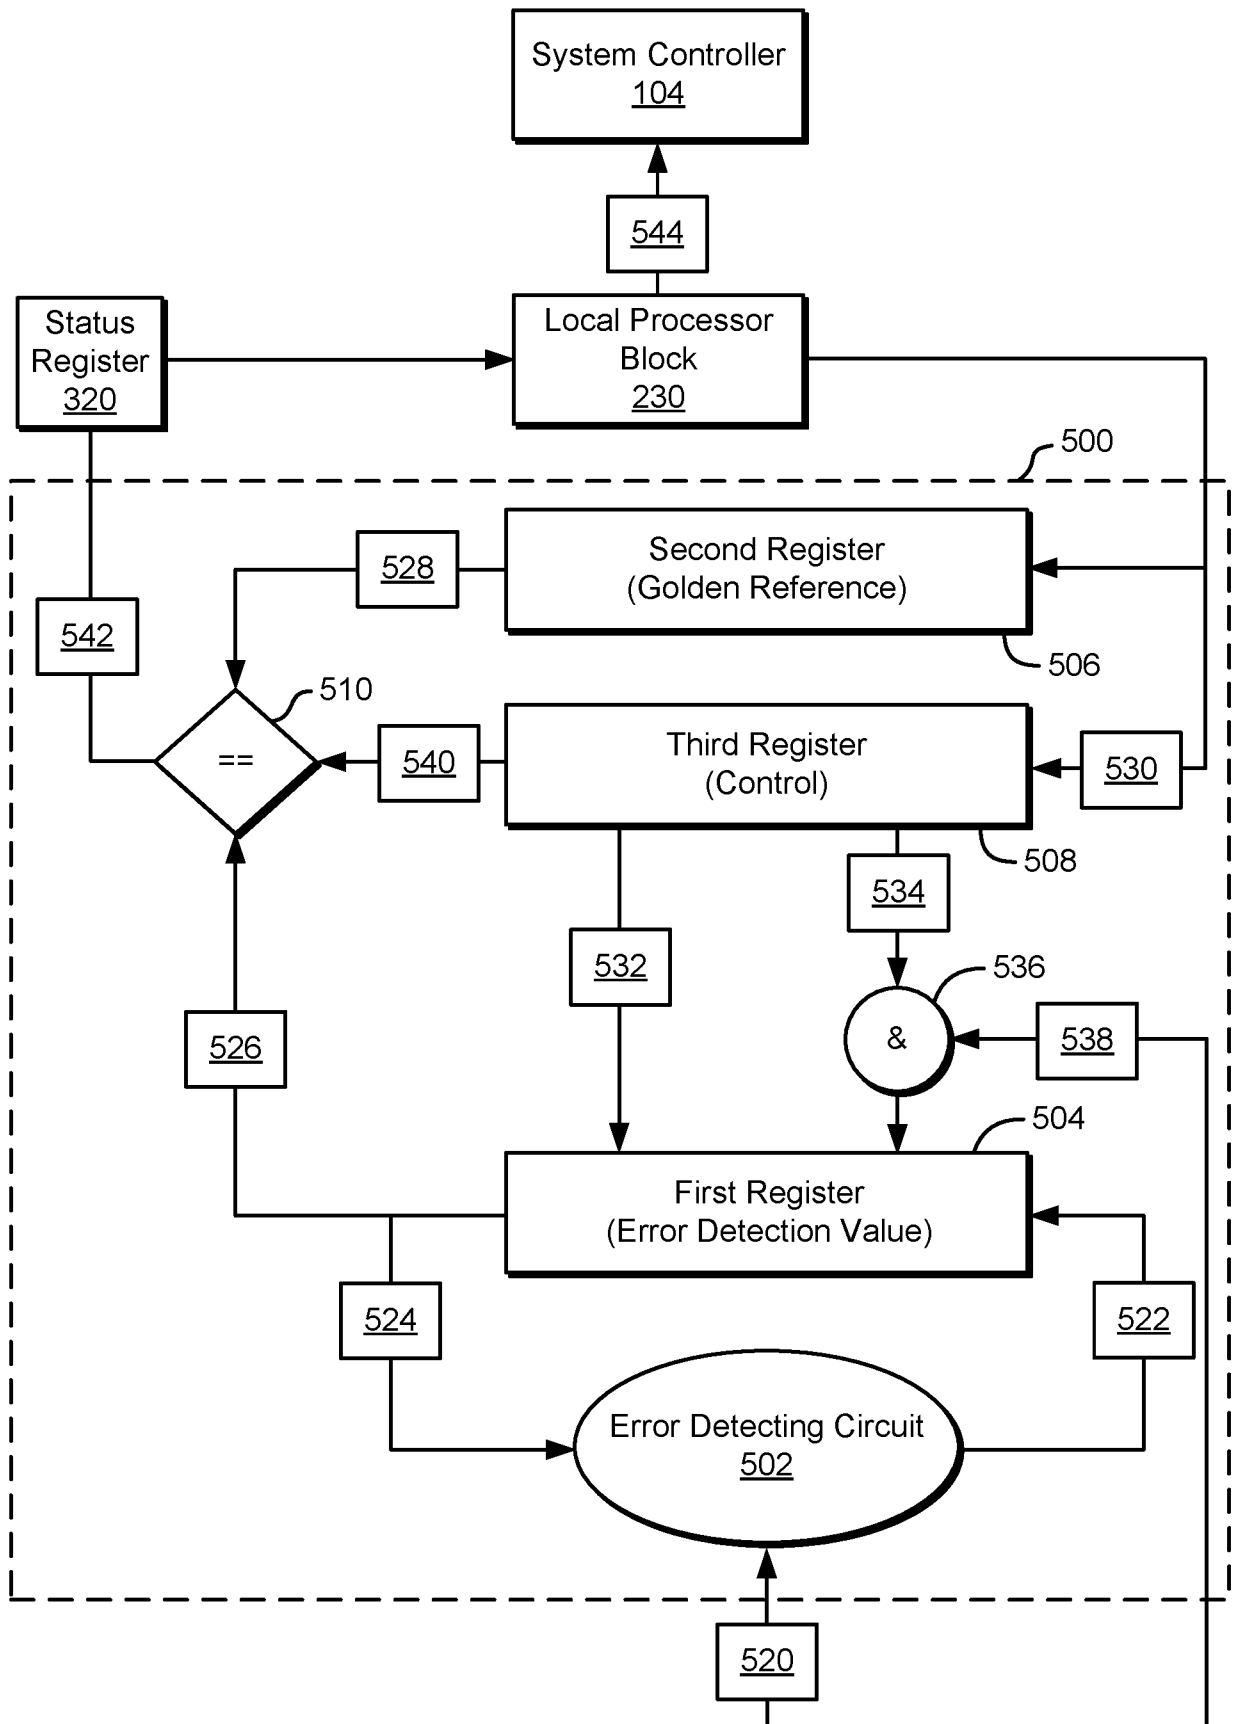 System Controller
104
544
Status
Register
320
Local Processor
Block
230
500
528
Second Register
(Golden Reference)
542
506
510
==
540
Third Register
(Control)
530
508
534
532
536
526
&
538
504
First Register
(Error Detection Value)
524
522
Error Detecting Circuit
502
520